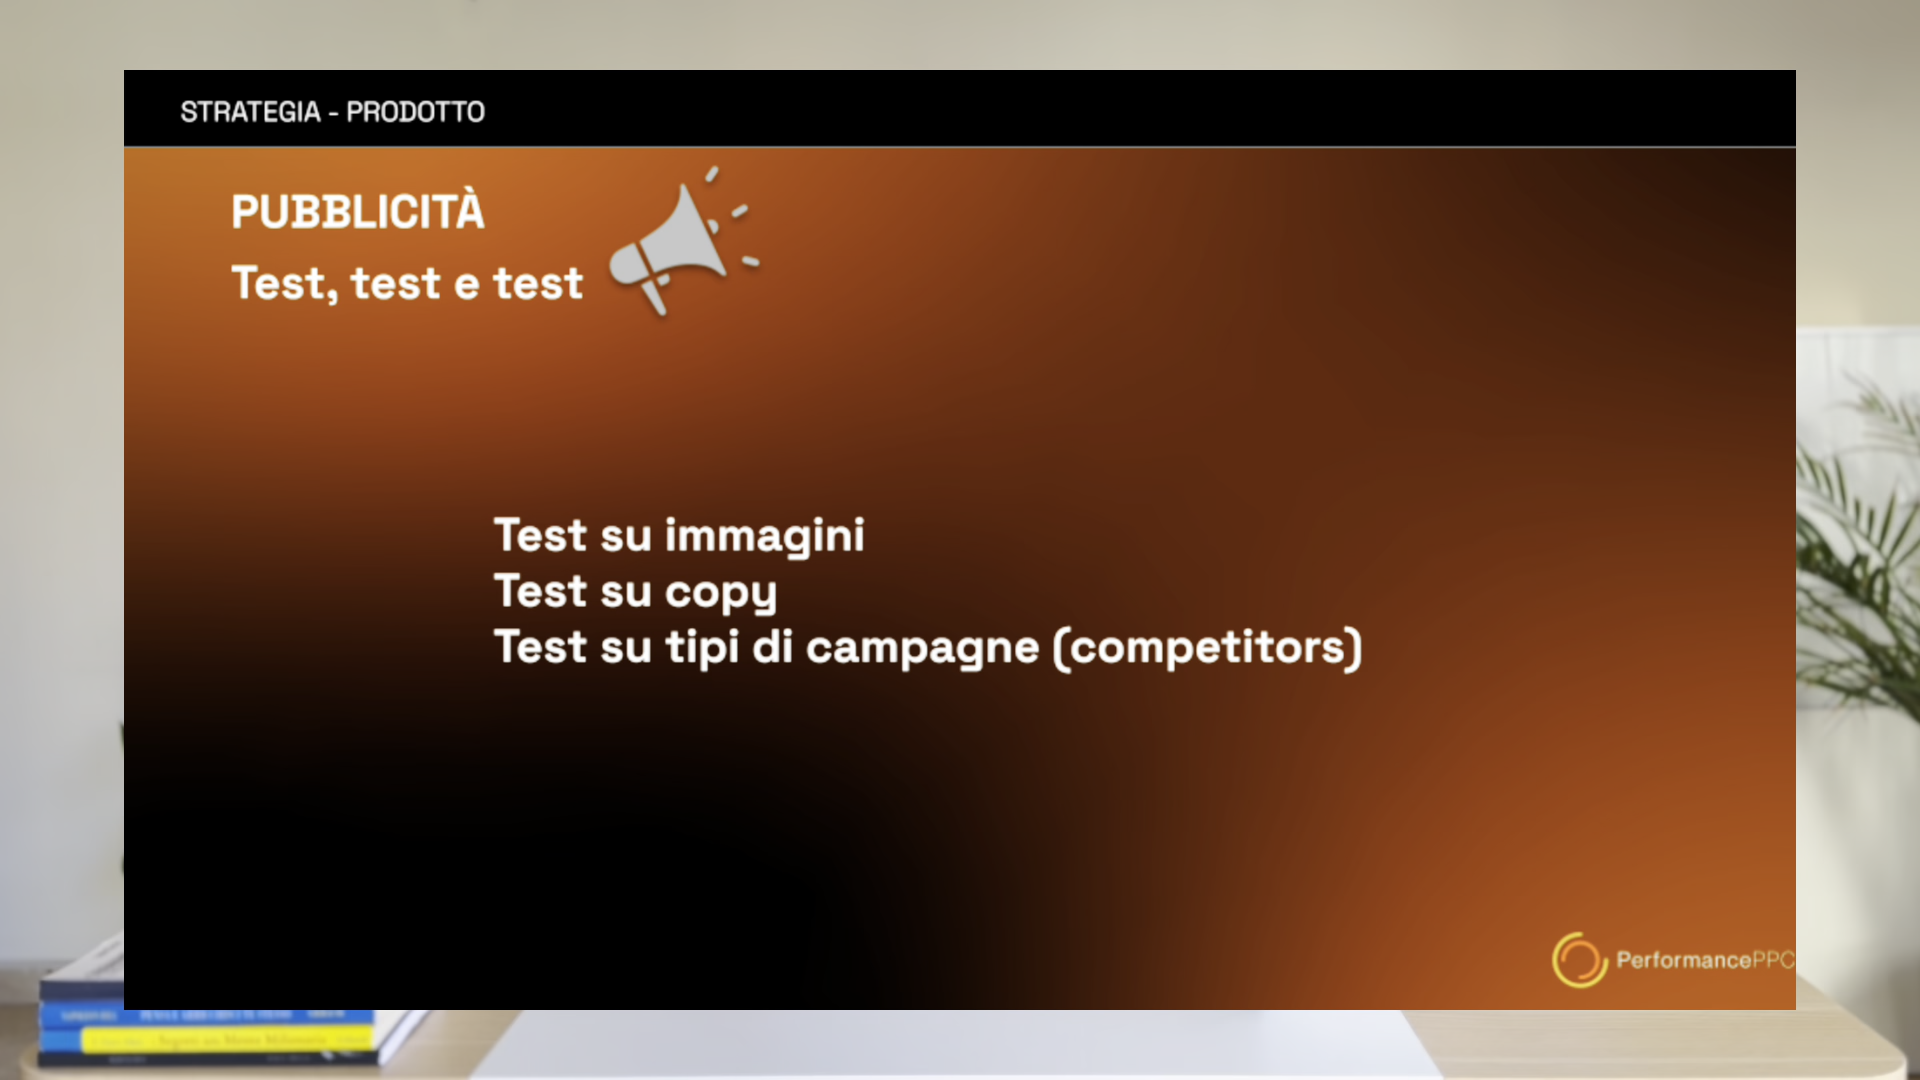 STRATEGIA - PRODOTTO
PUBBLICITÀ
Test, test e test
Test su immagini
Test su copy
Test su tipi di campagne (competitors)
PerformancePPC